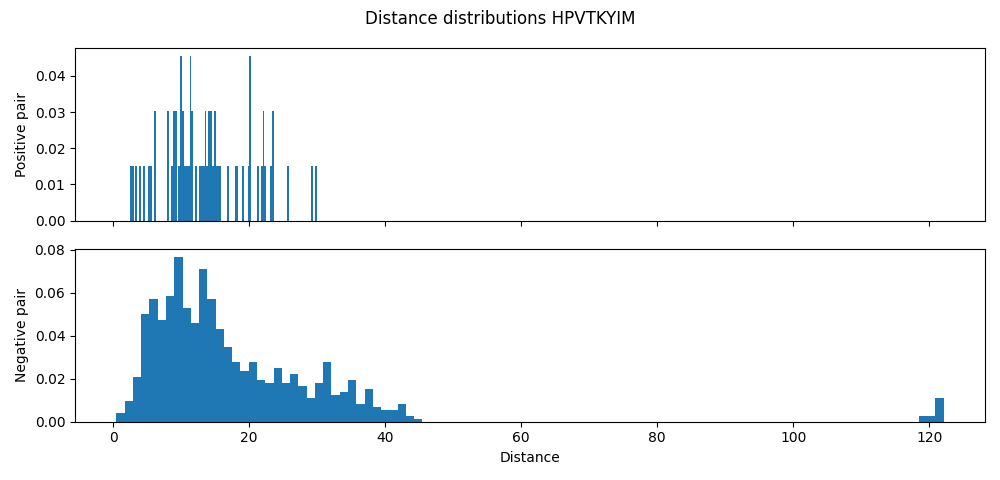 Distance distributions HPVTKYIM
0.04
0.03
0.02
0.01
0.00
Positive pair
0.08
0.06
0.04
0.02
0.00
Negative pair
0 20 40 60 80 100 120
Distance